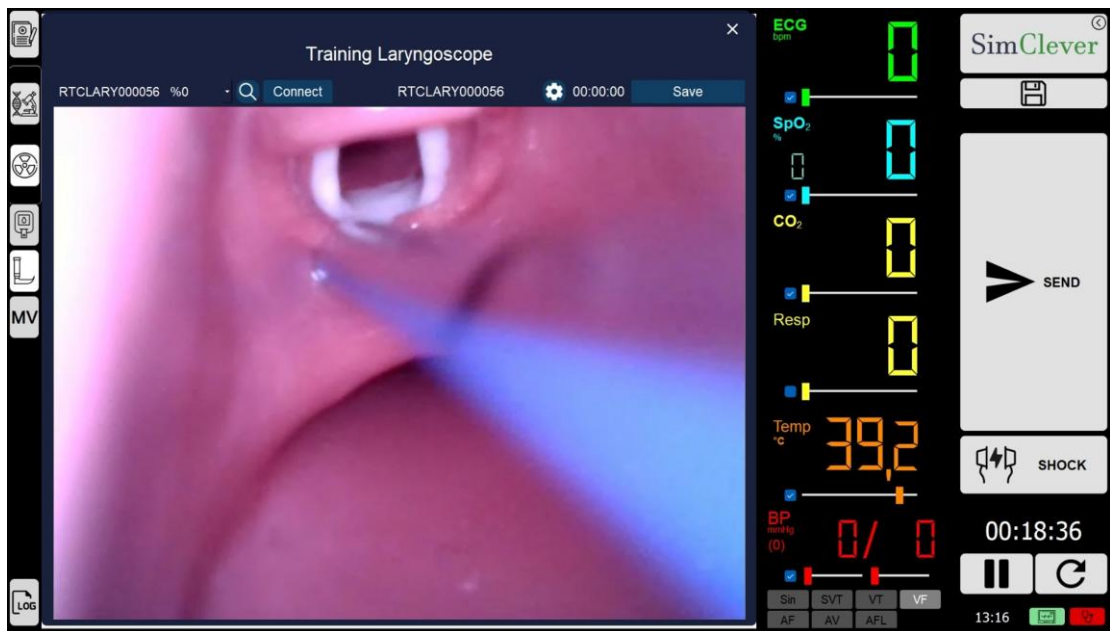 Training Laryngoscope
RTCLARY000056 %0 Connect RTCLARY000056 00:00:00 Save
MV
LOG
ECG
bpm
0
SpO₂
%
0
0
CO₂
0
Resp
0
Temp
°C
39,2
BP
mmHg
(0)
0/ 0
Sin SVT VT VF
AF AV AFL
SimClever
SEND
SHOCK
00:18:36
13:16